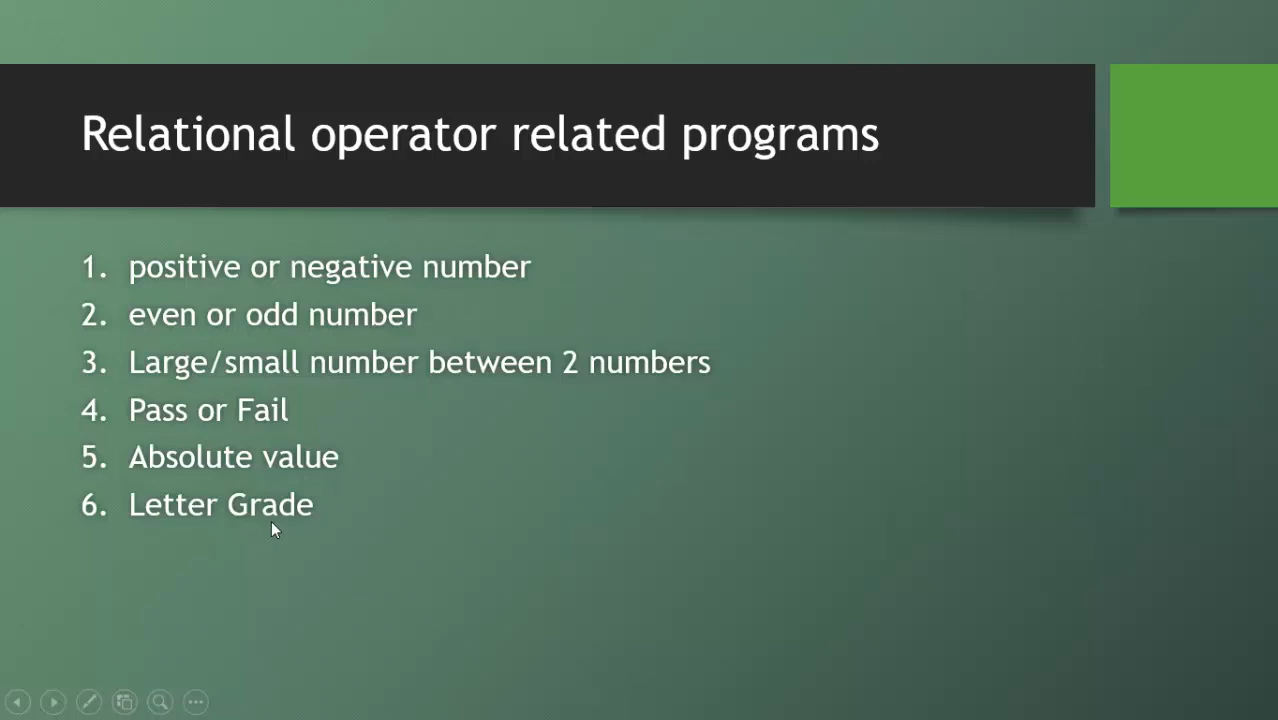 Relational operator related programs
1. positive or negative number
2. even or odd number
3. Large/small number between 2 numbers
4. Pass or Fail
5. Absolute value
6. Letter Grade